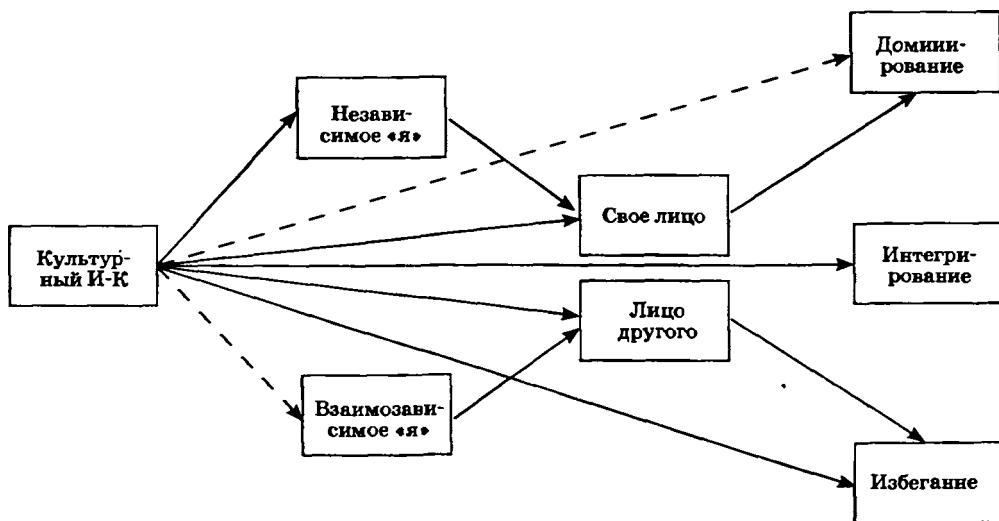 Домини-
рование
Незави-
симое «я»
Свое лицо
Культур-
ный И-К
Интегри-
рование
Лицо
другого
Взаимозави-
симое «я»
Избегание